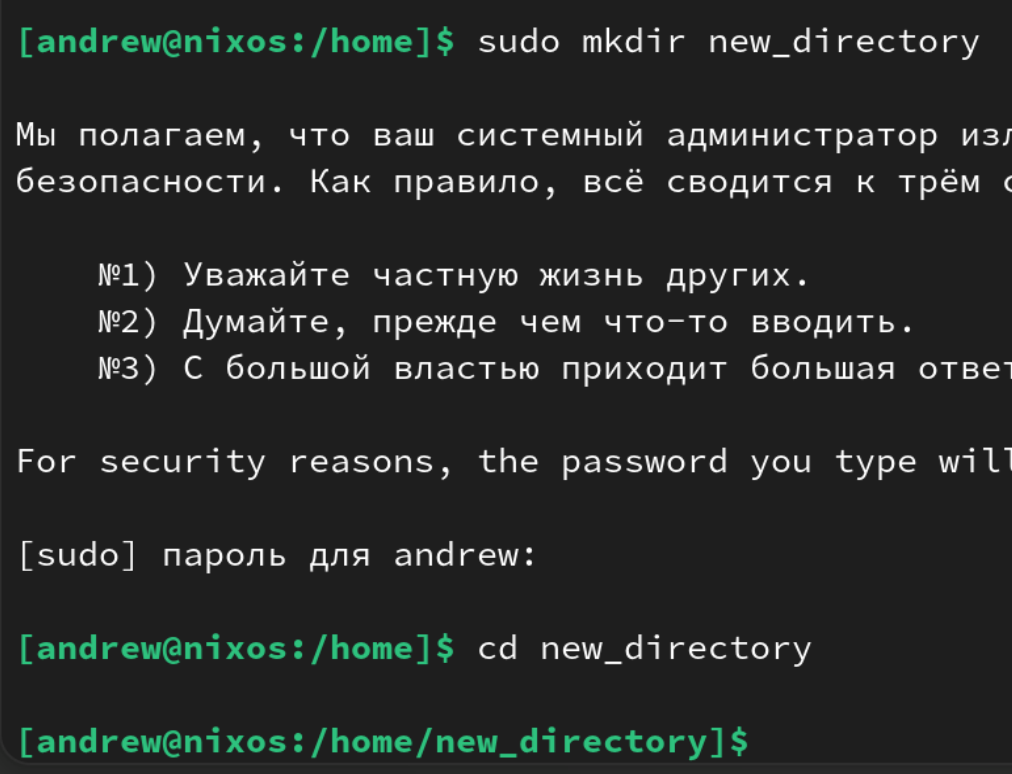 [andrew@nixos:/home]$ sudo mkdir new_directory
Мы полагаем, что ваш системный администратор
безопасности. Как правило, всё сводится к трём
№1) Уважайте частную жизнь других.
№2) Думайте, прежде чем что-то вводить.
№3) С большой властью приходит большая
For security reasons, the password you type will
[sudo] пароль для andrew:
[andrew@nixos:/home]$ cd new_directory
[andrew@nixos:/home/new_directory]$